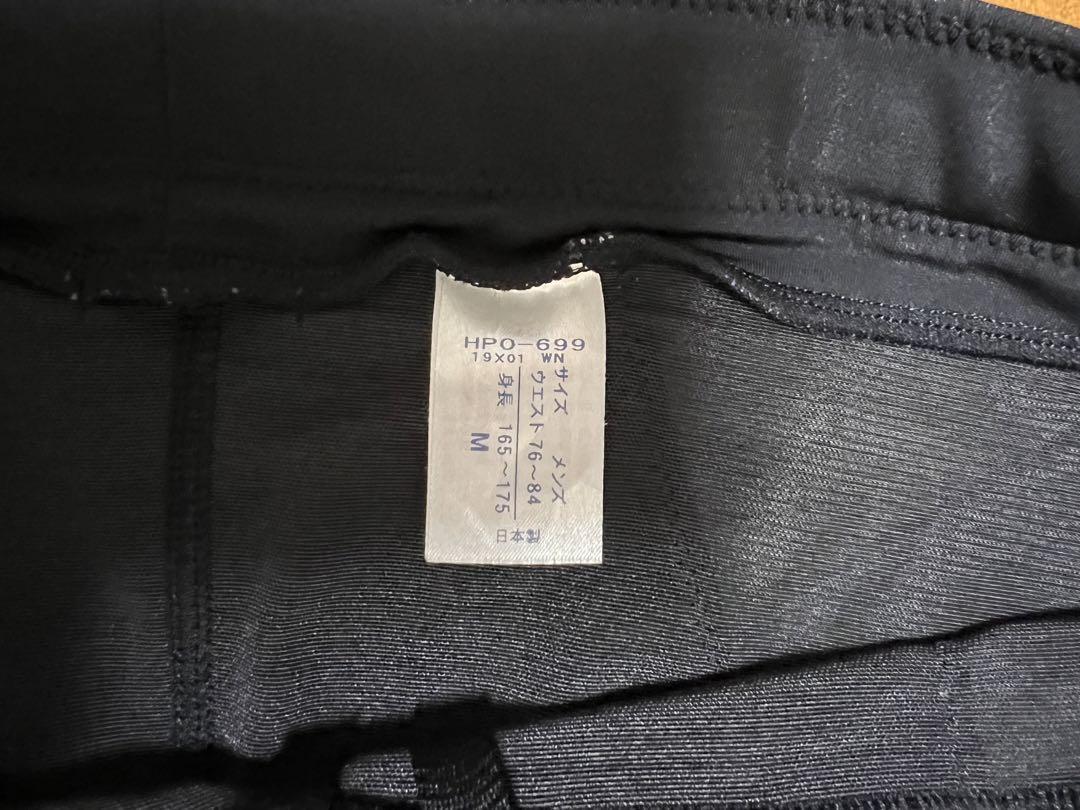 HPO-699
19X01 WN
サイズ メンズ
ウエスト76～84
身長 165～175
M
日本製